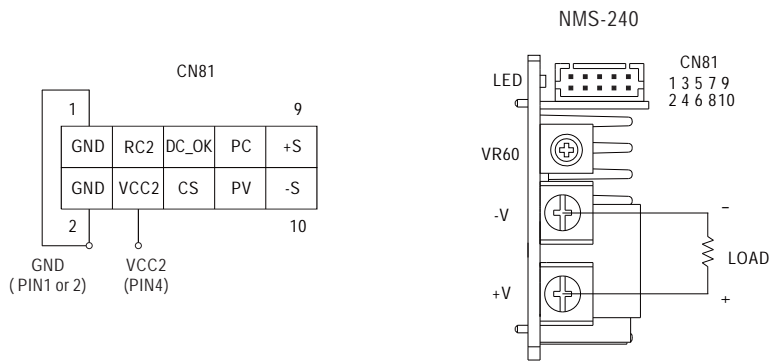 NMS-240
CN81
1 9
GND RC2 DC_OK PC +S
GND VCC2 CS PV -S
2 10
GND
( PIN1 or 2)
VCC2
(PIN4)
LED
CN81
1 3 5 7 9
2 4 6 8 10
VR60
-V
+V
-
LOAD
+